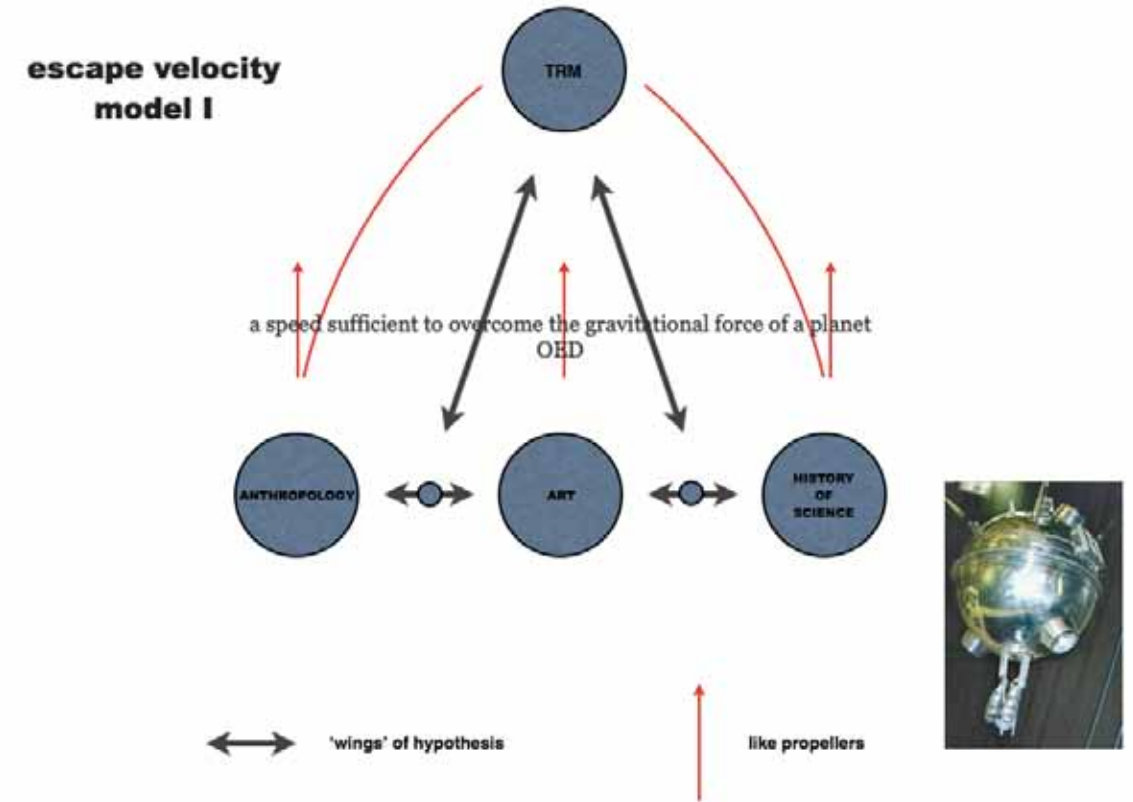 escape velocity
model I
TRM
a speed sufficient to overcome the gravitational force of a planet
OED
ANTHROPOLOGY
ART
HISTORY
OF
SCIENCE
'wings' of hypothesis
like propellers